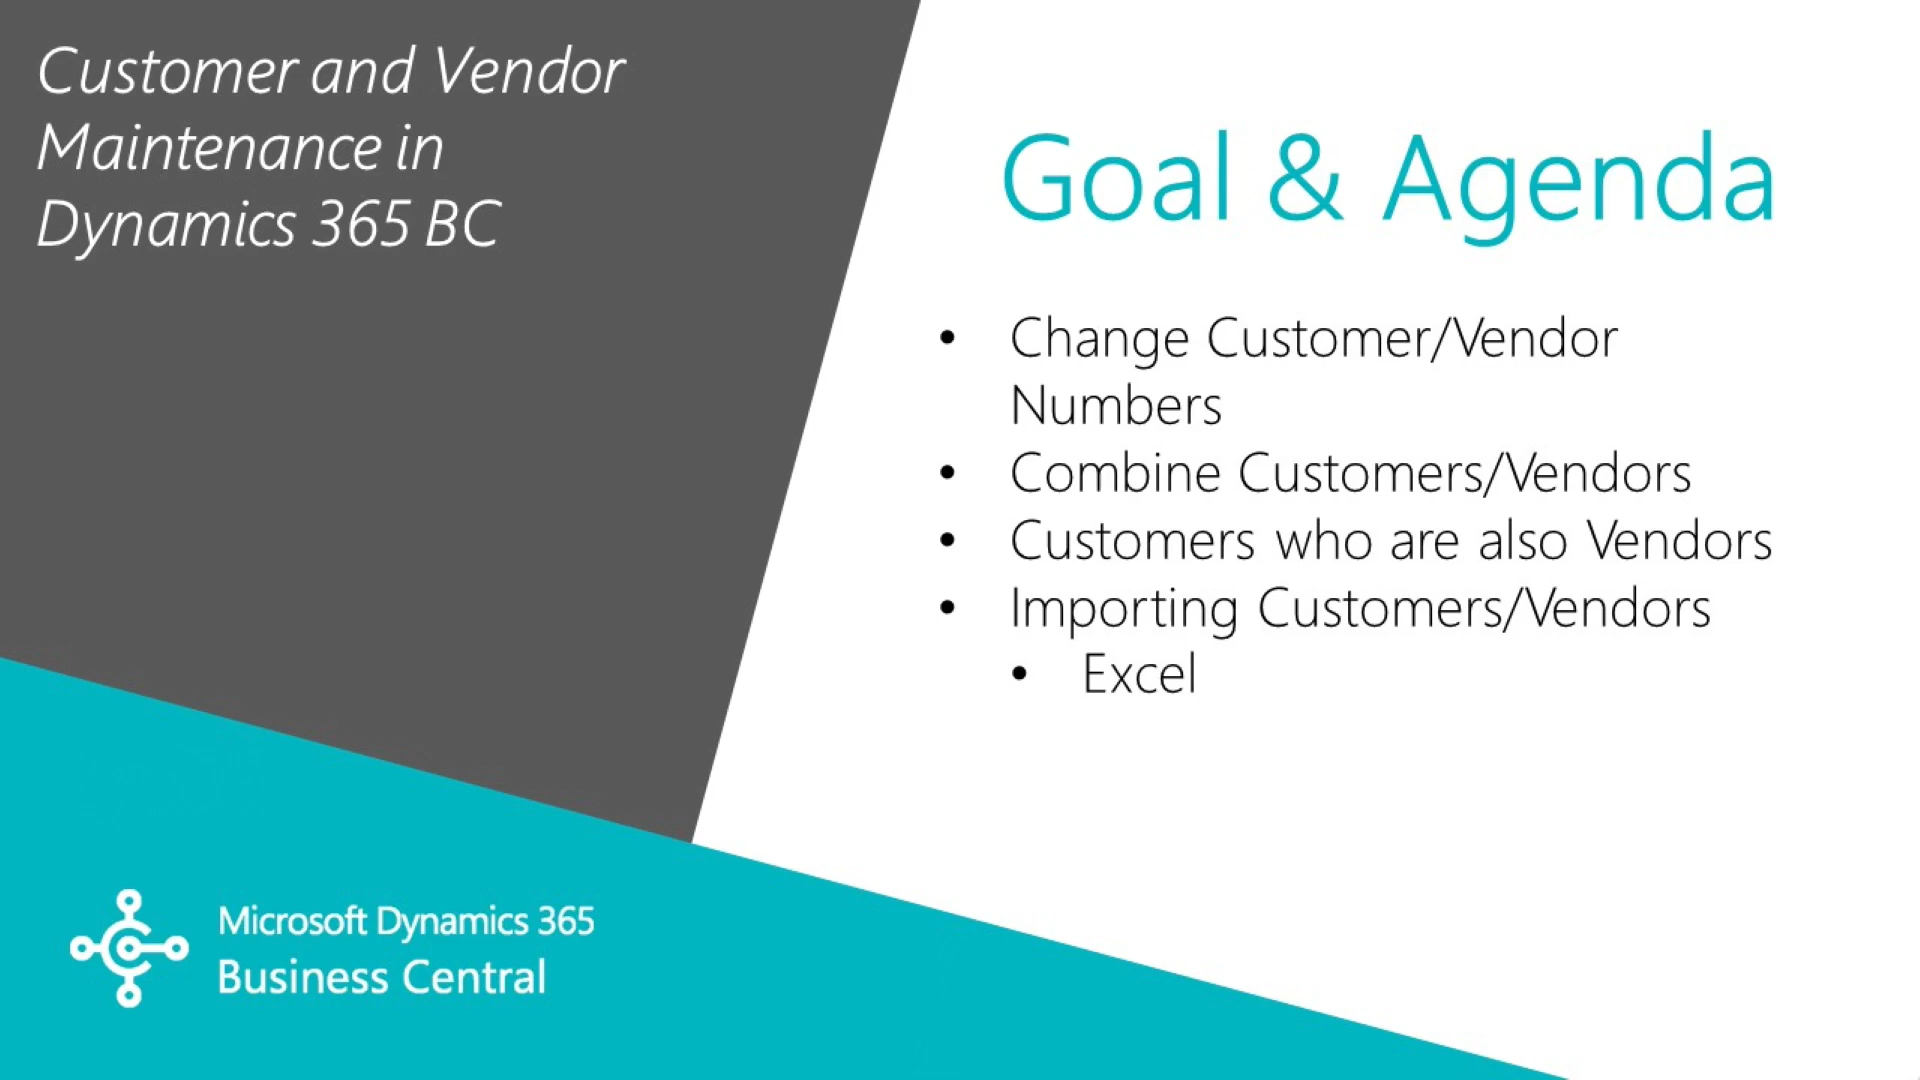 Customer and Vendor
Maintenance in
Dynamics 365 BC
Goal & Agenda
• Change Customer/Vendor
Numbers
• Combine Customers/Vendors
• Customers who are also Vendors
• Importing Customers/Vendors
• Excel
Microsoft Dynamics 365
Business Central